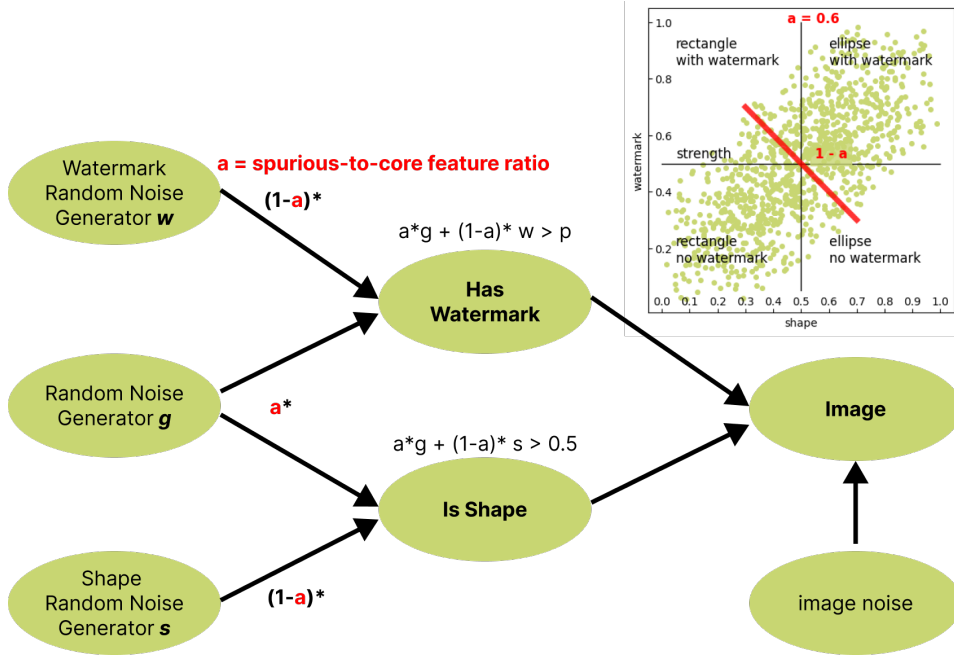 a = 0.6
1.0
rectangle
with watermark
ellipse
with watermark
0.8
0.6
watermark
strength
1 - a
0.4
rectangle
no watermark
ellipse
no watermark
0.2
0.0 0.1 0.2 0.3 0.4 0.5 0.6 0.7 0.8 0.9 1.0
shape
Watermark
Random Noise
Generator w
a = spurious-to-core feature ratio
(1-a)*
a*g + (1-a)* w > p
Has
Watermark
Random Noise
Generator g
a*
Image
a*g + (1-a)* s > 0.5
Is Shape
Shape
Random Noise
Generator s
(1-a)*
image noise